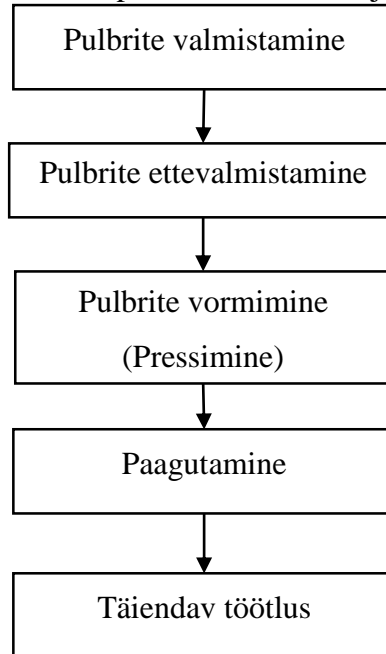 Pulbrite valmistamine
Pulbrite ettevalmistamine
Pulbrite vormimine
(Pressimine)
Paagutamine
Täiendav töötlus